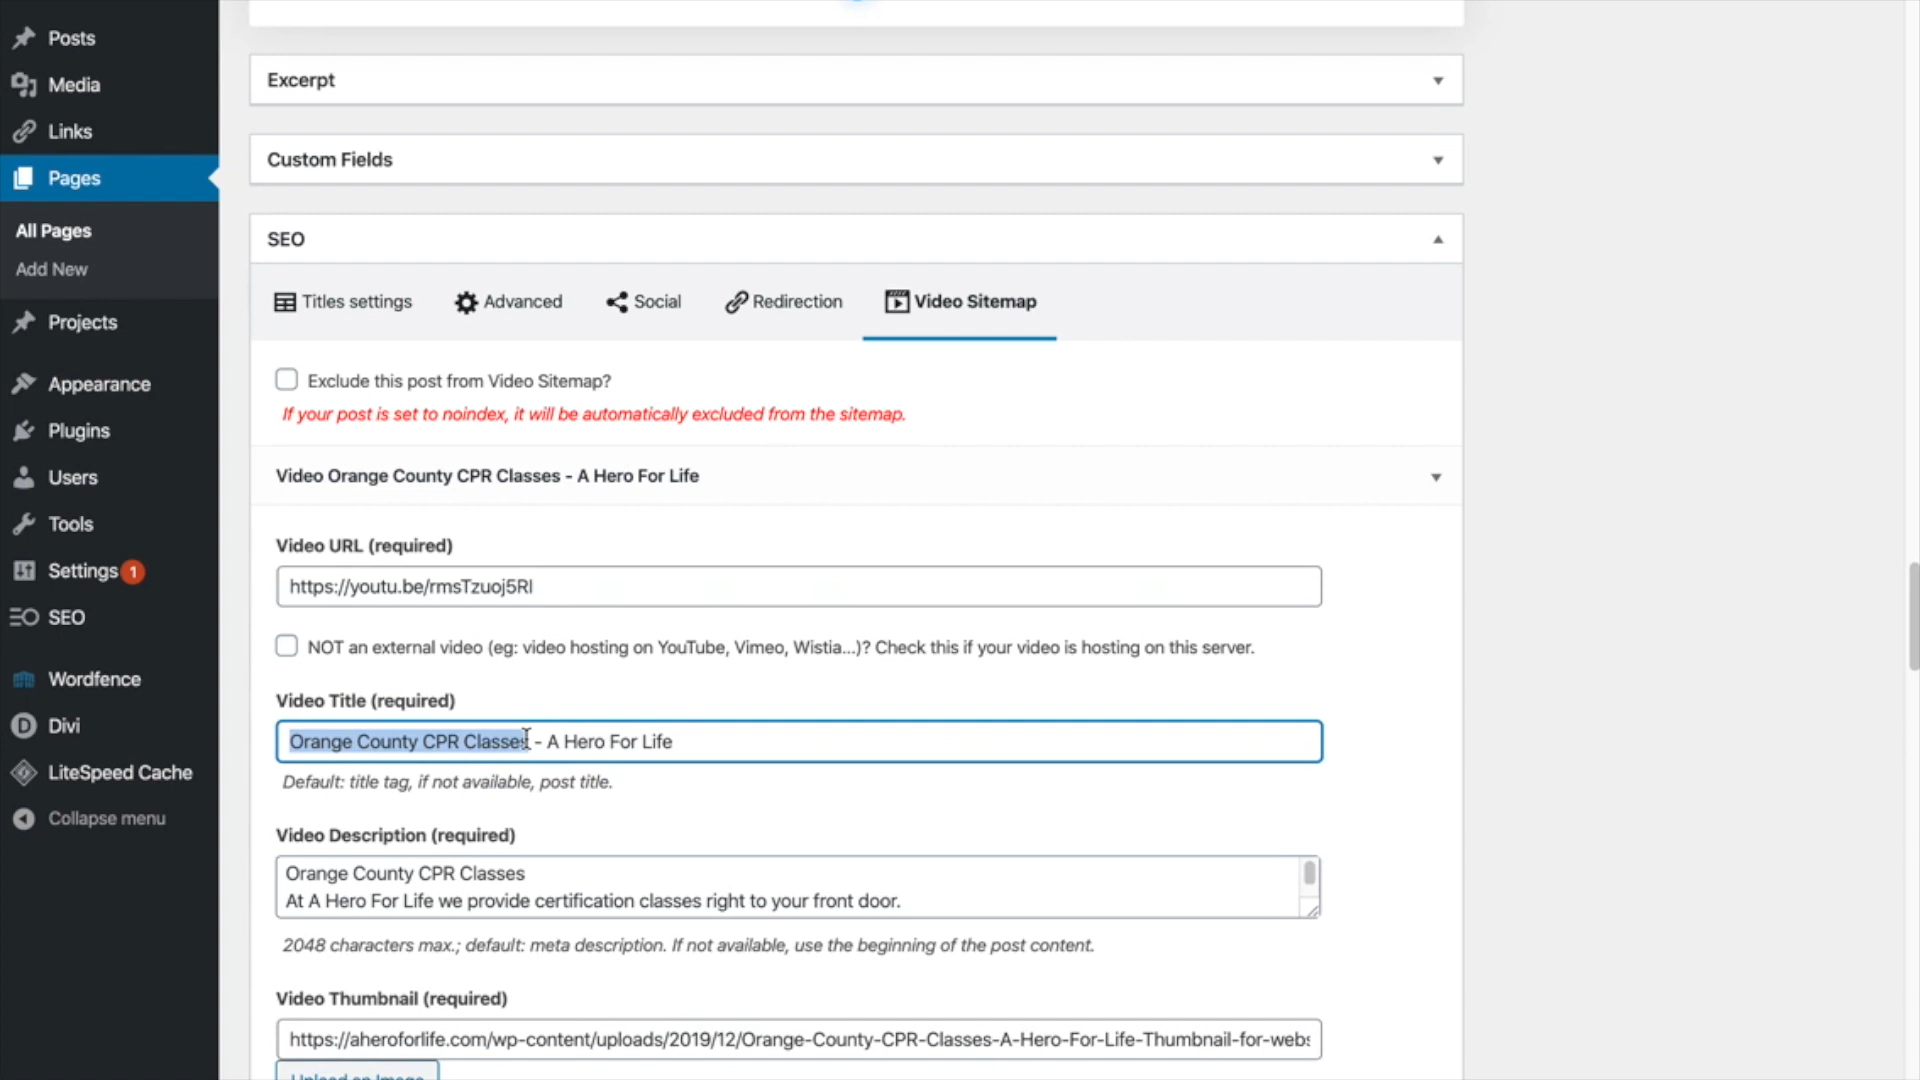 Posts
Media
Links
Pages
All Pages
Add New
Projects
Appearance
Plugins
Users
Tools
Settings 1
SEO
Wordfence
Divi
LiteSpeed Cache
Collapse menu
Excerpt
Custom Fields
SEO
Titles settings Advanced Social Redirection Video Sitemap
Exclude this post from Video Sitemap?
If your post is set to noindex, it will be automatically excluded from the sitemap.
Video Orange County CPR Classes - A Hero For Life
Video URL (required)
https://youtu.be/rmsTzuoj5RI
NOT an external video (eg: video hosting on YouTube, Vimeo, Wistia...)? Check this if your video is hosting on this server.
Video Title (required)
Orange County CPR Classes - A Hero For Life
Default: title tag, if not available, post title.
Video Description (required)
Orange County CPR Classes
At A Hero For Life we provide certification classes right to your front door.
2048 characters max.; default: meta description. If not available, use the beginning of the post content.
Video Thumbnail (required)
https://aheroforlife.com/wp-content/uploads/2019/12/Orange-County-CPR-Classes-A-Hero-For-Life-Thumbnail-for-webs
Upload an Image